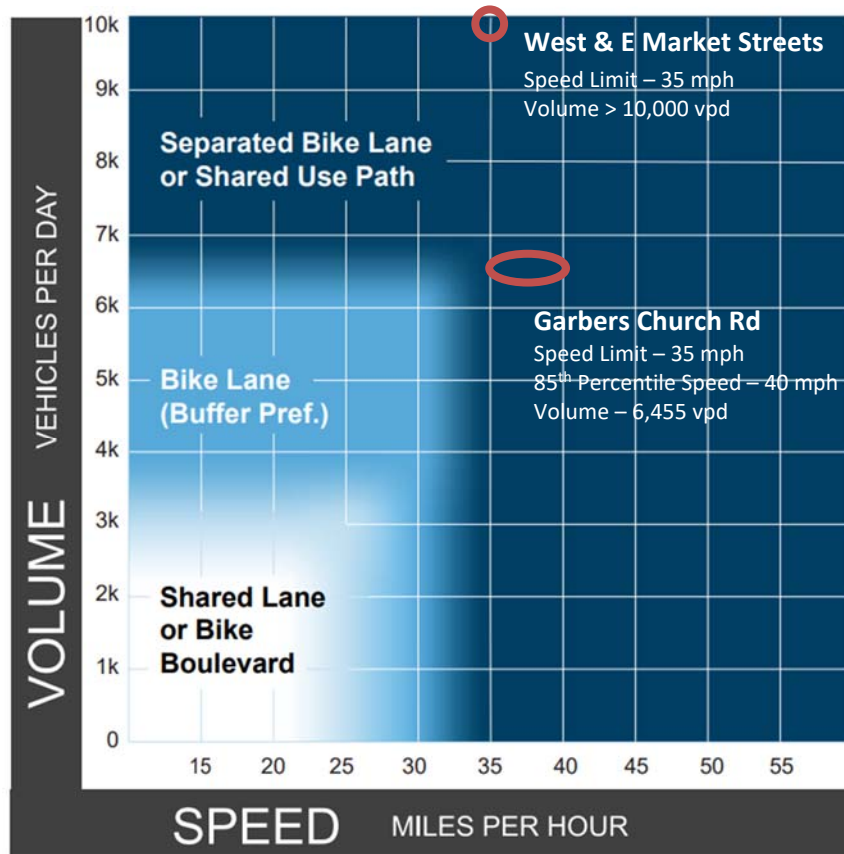 10k
9k
8k
7k
6k
5k
4k
3k
2k
1k
0
VOLUME VEHICLES PER DAY
West & E Market Streets
Speed Limit – 35 mph
Volume > 10,000 vpd
Separated Bike Lane
or Shared Use Path
Garbers Church Rd
Speed Limit – 35 mph
85th Percentile Speed – 40 mph
Volume – 6,455 vpd
Bike Lane
(Buffer Pref.)
Shared Lane
or Bike
Boulevard
15 20 25 30 35 40 45 50 55
SPEED MILES PER HOUR